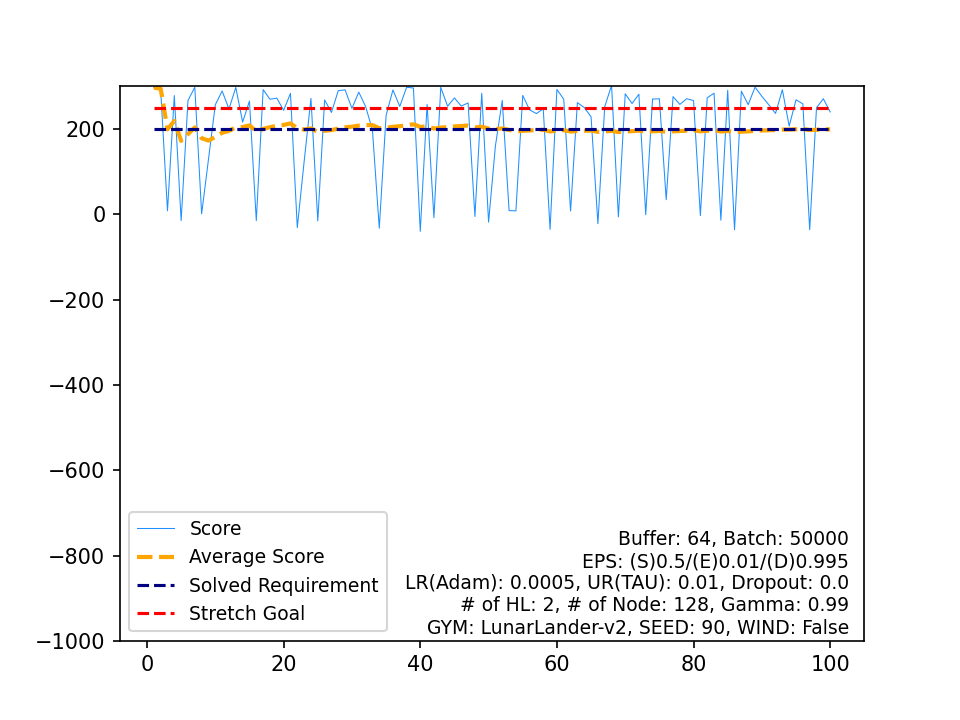 200
0
−200
−400
−600
−800
−1000
0
20
40
60
80
100
Score
Average Score
Solved Requirement
Stretch Goal
Buffer: 64, Batch: 50000
EPS: (S)0.5/(E)0.01/(D)0.995
LR(Adam): 0.0005, UR(TAU): 0.01, Dropout: 0.0
# of HL: 2, # of Node: 128, Gamma: 0.99
GYM: LunarLander-v2, SEED: 90, WIND: False